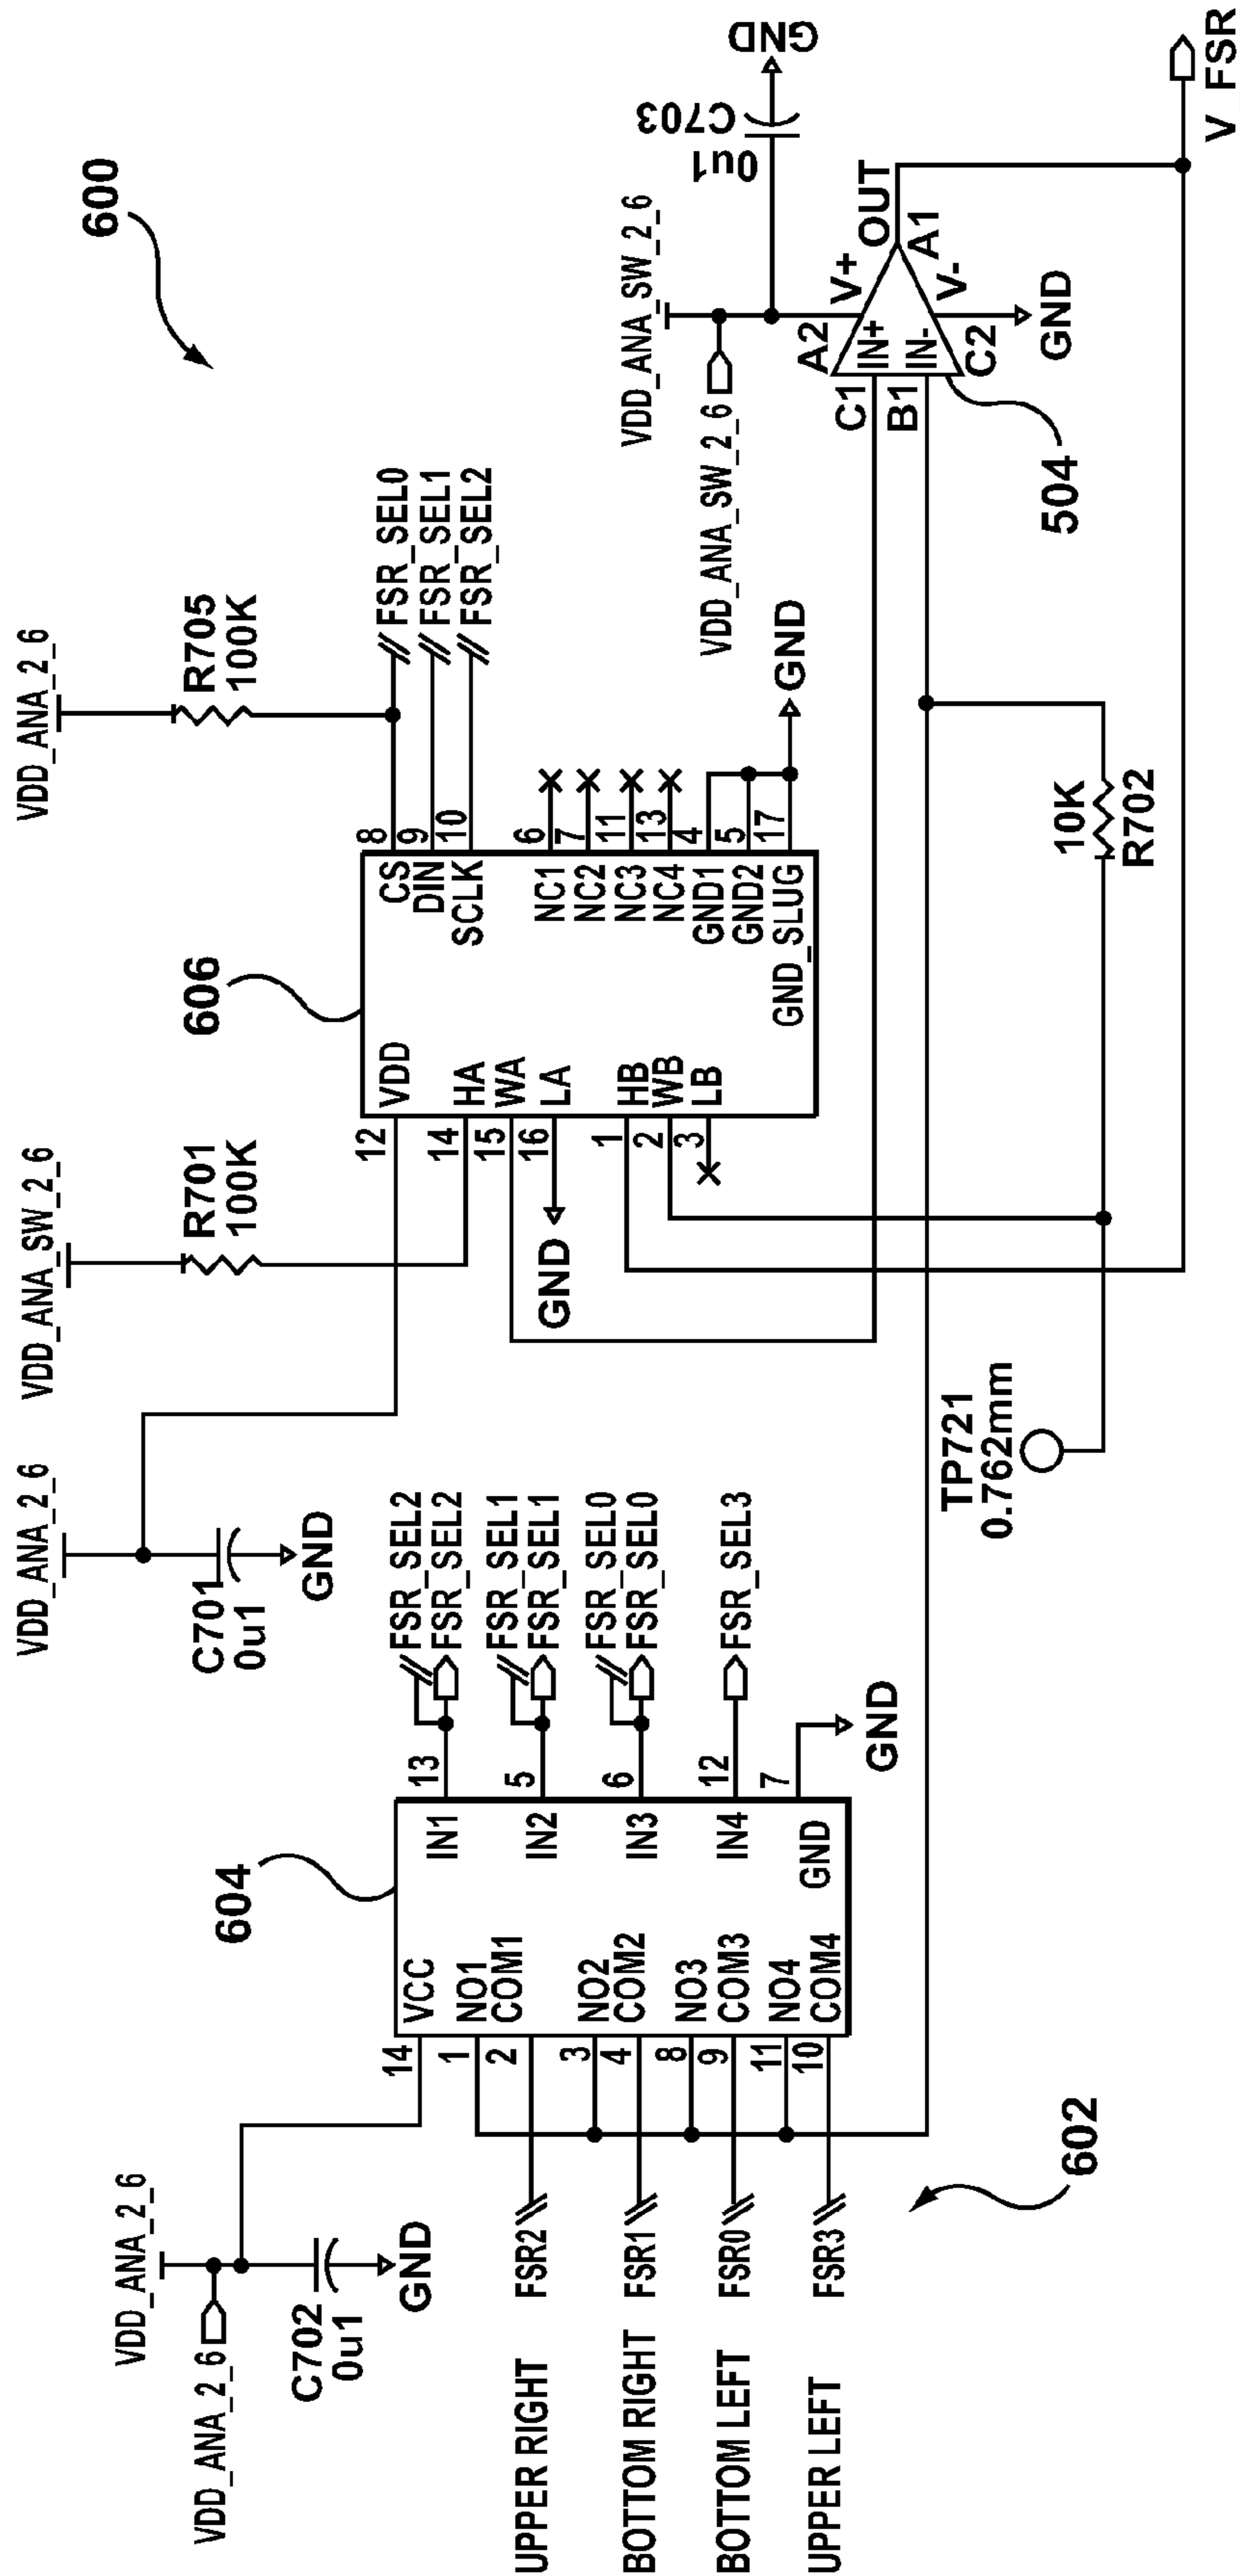 600
VDD_ANA_2_6
VDD_ANA_2_6
C702
0u1
GND
UPPER RIGHT
FSR2
BOTTOM RIGHT
FSR1
BOTTOM LEFT
FSR0
UPPER LEFT
FSR3
602
604
14
VCC
1
NO1
2
COM1
3
NO2
4
COM2
8
NO3
9
COM3
11
NO4
10
COM4
IN1
13
FSR_SEL2
FSR_SEL2
IN2
5
FSR_SEL1
FSR_SEL1
IN3
6
FSR_SEL0
FSR_SEL0
IN4
12
FSR_SEL3
GND
7
GND
VDD_ANA_2_6
C701
0u1
GND
VDD_ANA_SW_2_6
R701
100K
606
12
VDD
14
HA
15
WA
16
LA
GND
1
HB
2
WB
3
LB
CS
8
FSR_SEL0
DIN
9
FSR_SEL1
SCLK
10
FSR_SEL2
NC1
6
NC2
7
NC3
11
NC4
13
GND1
4
GND2
5
GND_SLUG
17
GND
VDD_ANA_2_6
R705
100K
TP721
0.762mm
10K
R702
VDD_ANA_SW_2_6
VDD_ANA_SW_2_6
C703
0u1
GND
A2
V+
C1
IN+
B1
IN-
C2
V-
GND
OUT
A1
504
V_FSR